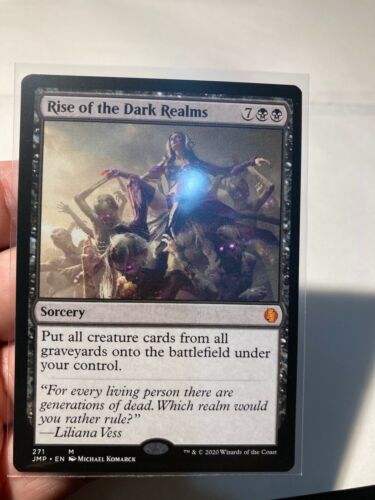 Rise of the Dark Realms 7
Sorcery
Put all creature cards from all
graveyards onto the battlefield under
your control.
“For every living person there are
generations of dead. Which realm would
you rather rule?”
—Liliana Vess
271 M
JMP • EN Michael Komarck
™ & © 2020 Wizards of the Coast